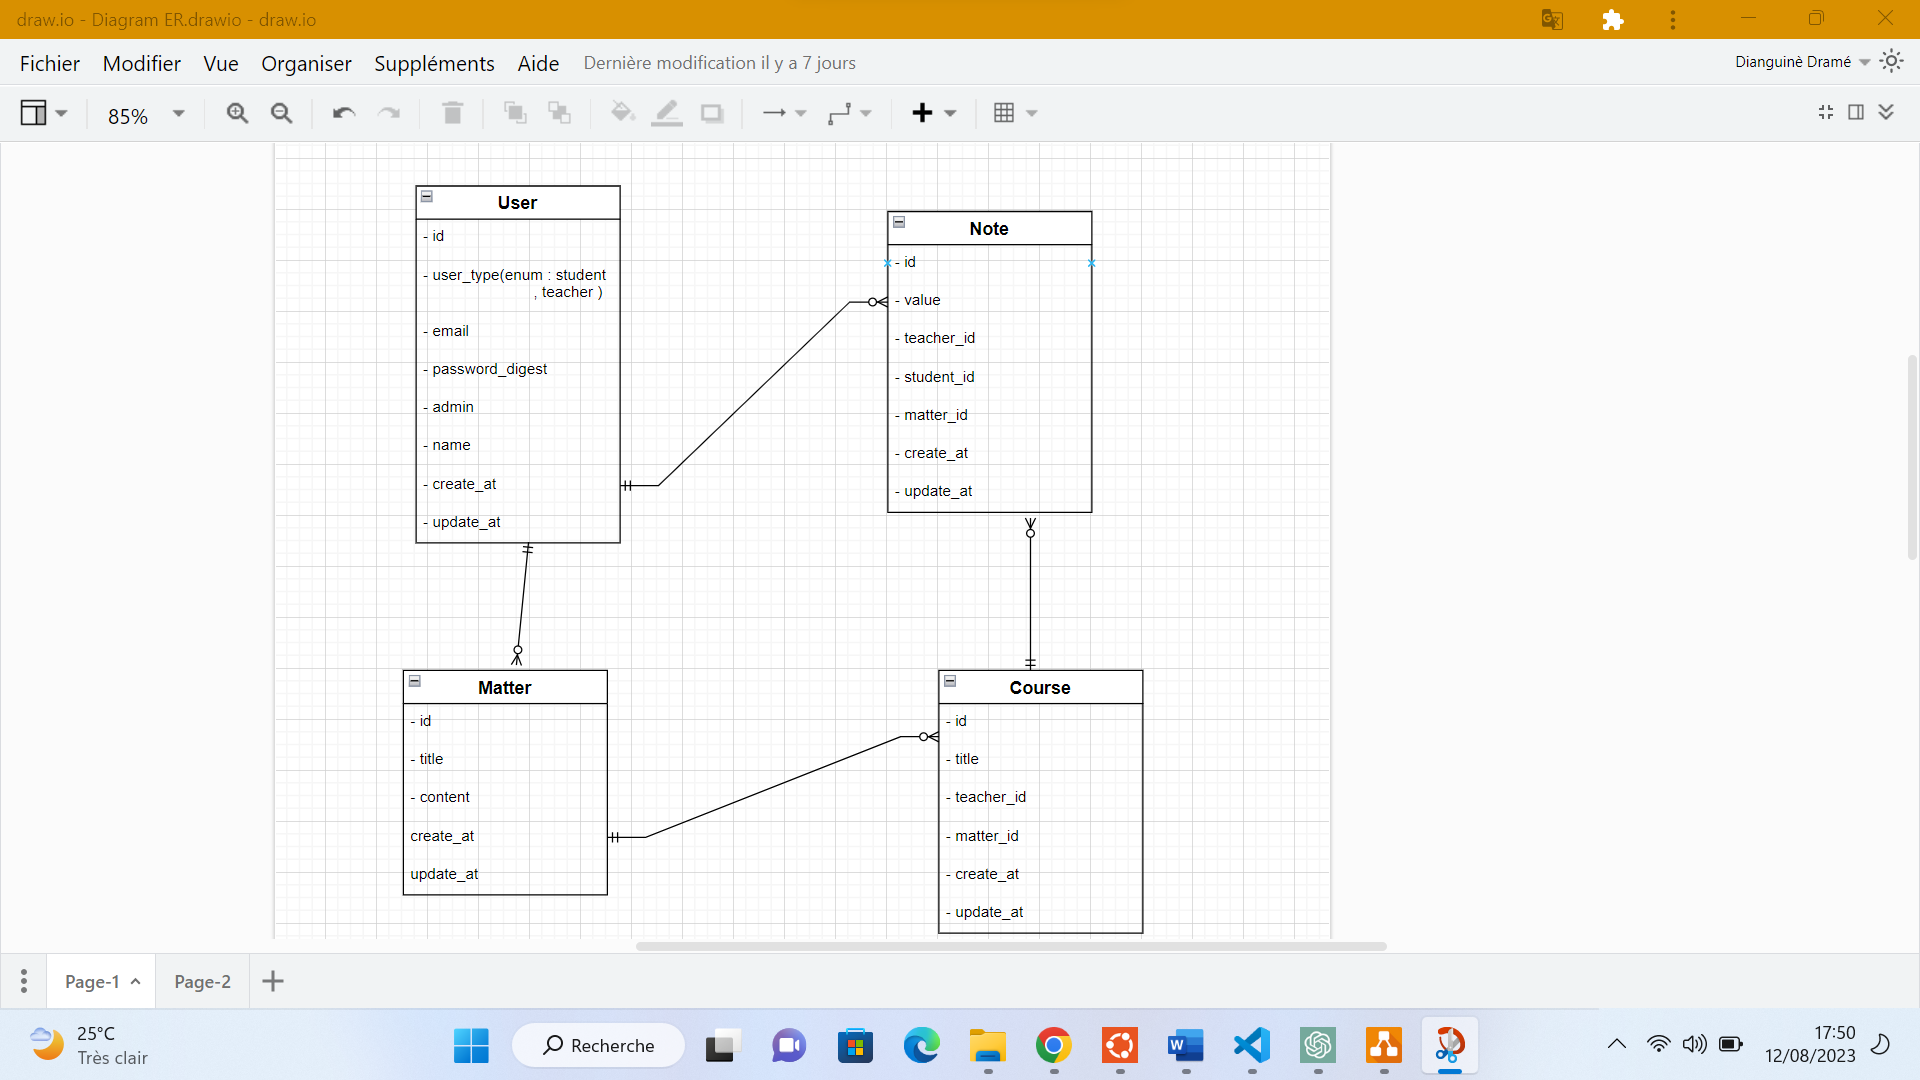 draw.io - Diagram ER.drawio - draw.io
Fichier Modifier Vue Organiser Suppléments Aide Dernière modification il y a 7 jours
Dianguinè Dramé
85%
User
- id
- user_type(enum : student
, teacher )
- email
- password_digest
- admin
- name
- create_at
- update_at
Note
- id
- value
- teacher_id
- student_id
- matter_id
- create_at
- update_at
Matter
- id
- title
- content
create_at
update_at
Course
- id
- title
- teacher_id
- matter_id
- create_at
- update_at
Page-1 Page-2
25°C
Très clair
Recherche
17:50
12/08/2023